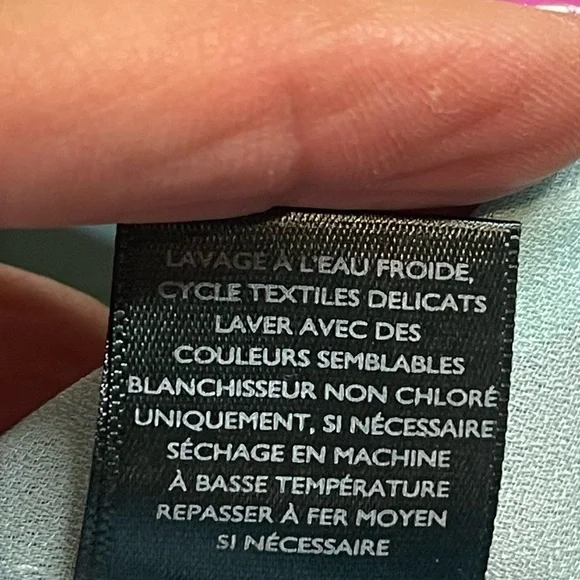 LAVAGE À L'EAU FROIDE,
CYCLE TEXTILES DELICATS
LAVER AVEC DES
COULEURS SEMBLABLES
BLANCHISSEUR NON CHLORÉ
UNIQUEMENT, SI NÉCESSAIRE
SÉCHAGE EN MACHINE
À BASSE TEMPÉRATURE
REPASSER À FER MOYEN
SI NÉCESSAIRE